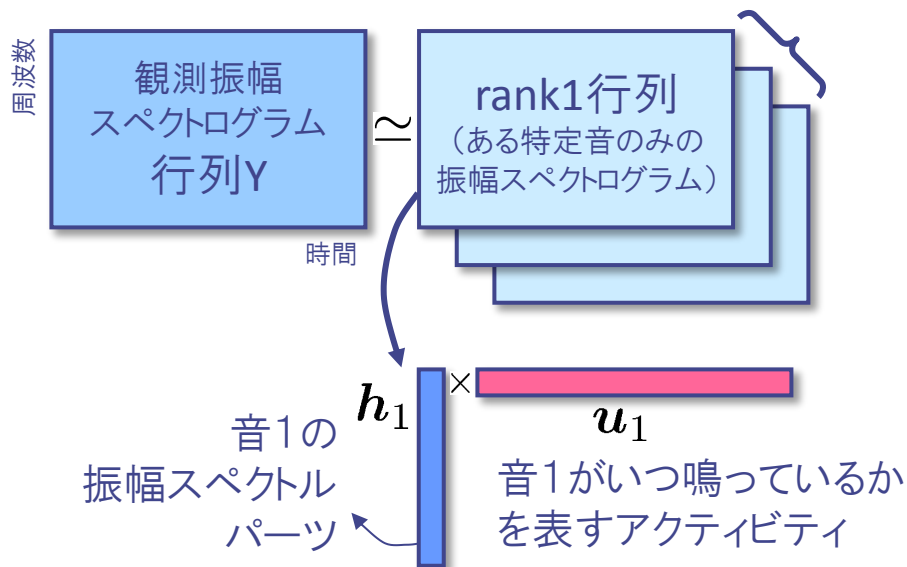 周波数
観測振幅
スペクトログラム
行列Y
時間
≃
rank1行列
(ある特定音のみの
振幅スペクトログラム)
h₁
×
u₁
音1の
振幅スペクトル
パーツ
音1がいつ鳴っているか
を表すアクティビティ